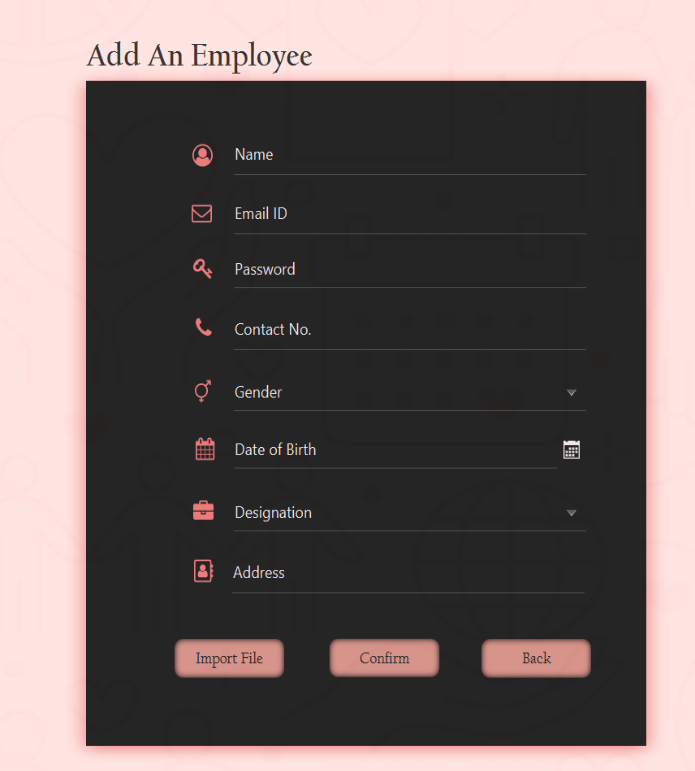 Add An Employee
Name
Email ID
Password
Contact No.
Gender
Date of Birth
Designation
Address
Import File
Confirm
Back